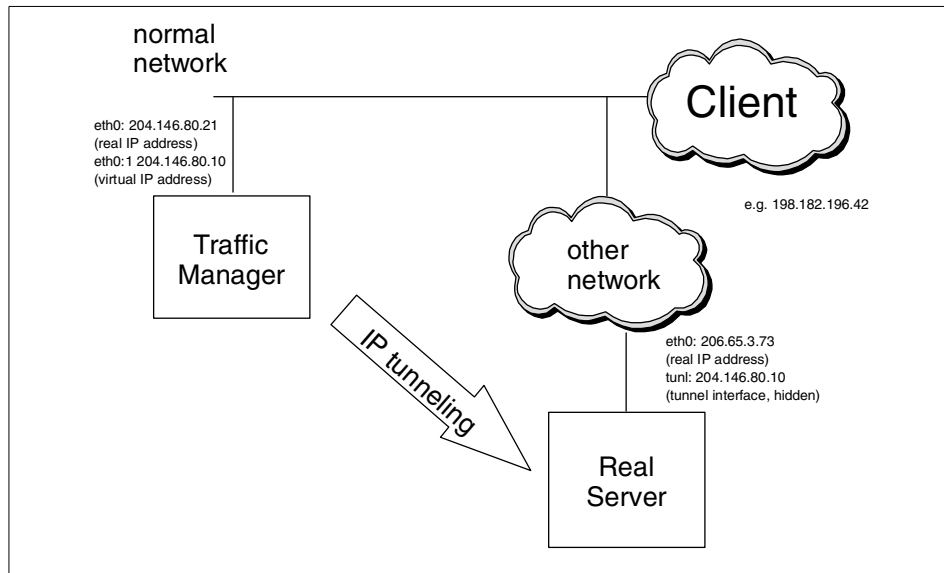 normal
network
Client
eth0: 204.146.80.21
(real IP address)
eth0:1 204.146.80.10
(virtual IP address)
e.g. 198.182.196.42
Traffic
Manager
other
network
IP tunneling
eth0: 206.65.3.73
(real IP address)
tunl: 204.146.80.10
(tunnel interface, hidden)
Real
Server